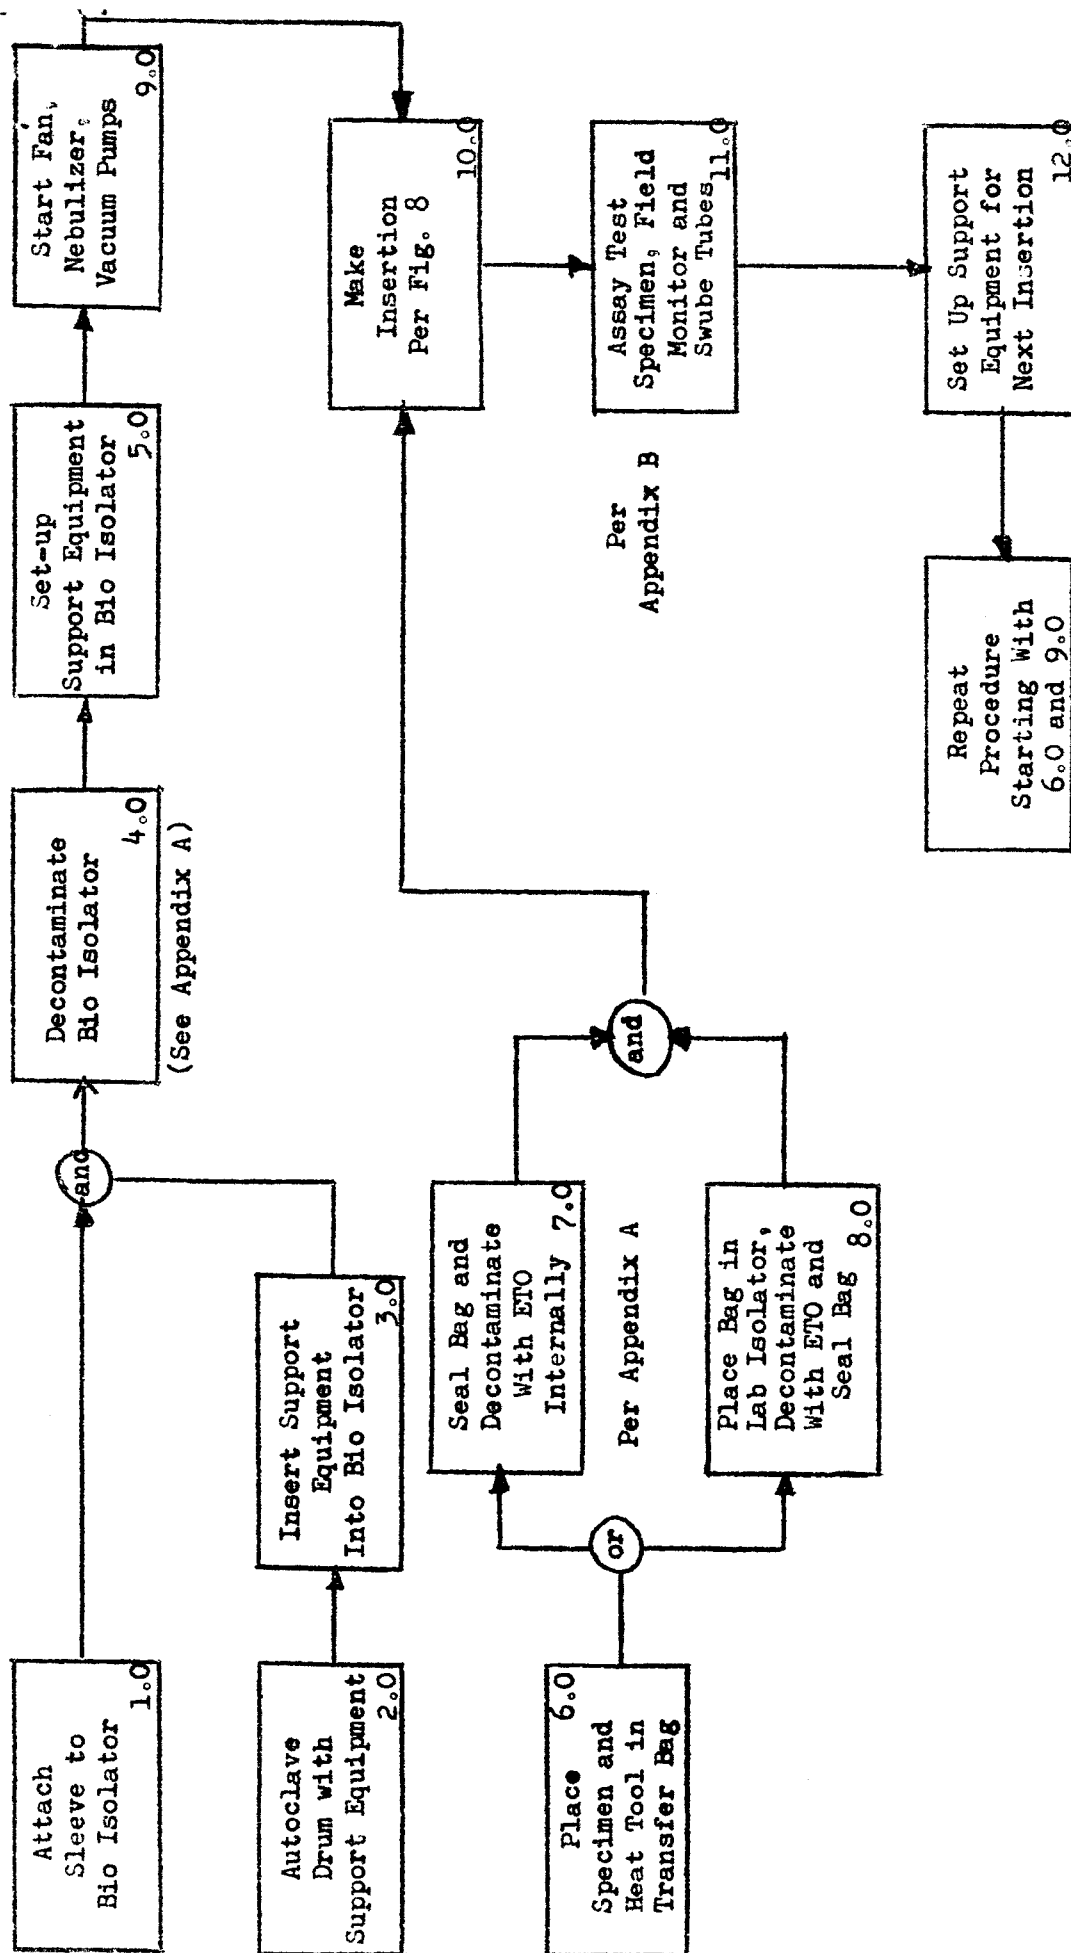 Attach
Sleeve to
Bio Isolator
1.0
and
Decontaminate
Bio Isolator
4.0
(See Appendix A)
Set-up
Support Equipment
in Bio Isolator
5.0
Start Fan,
Nebulizer,
Vacuum Pumps
9.0
Autoclave
Drum with
Support Equipment
2.0
Insert Support
Equipment
Into Bio Isolator
3.0
Place
6.0
Specimen and
Heat Tool in
Transfer Bag
or
Seal Bag and
Decontaminate
With ETO
Internally 7.0
Per Appendix A
Place Bag in
Lab Isolator,
Decontaminate
With ETO and
Seal Bag
8.0
and
Make
Insertion
Per Fig. 8
10.0
Assay Test
Specimen, Field
Monitor and
Swube Tubes
11.0
Per
Appendix B
Set Up Support
Equipment for
Next Insertion
12.0
Repeat
Procedure
Starting With
6.0 and 9.0